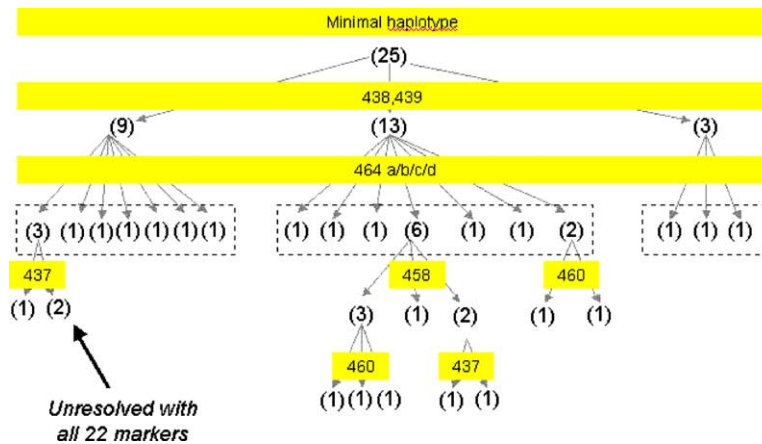 Minimal haplotype
(25)
438,439
(9) (13) (3)
464 a/b/c/d
(3) (1) (1) (1) (1) (1) (1) (1) (1) (1) (6) (1) (1) (2) (1) (1) (1)
437 458 460
(1) (2) (3) (1) (2) (1) (1)
460 437
(1) (1) (1) (1) (1)
Unresolved with
all 22 markers